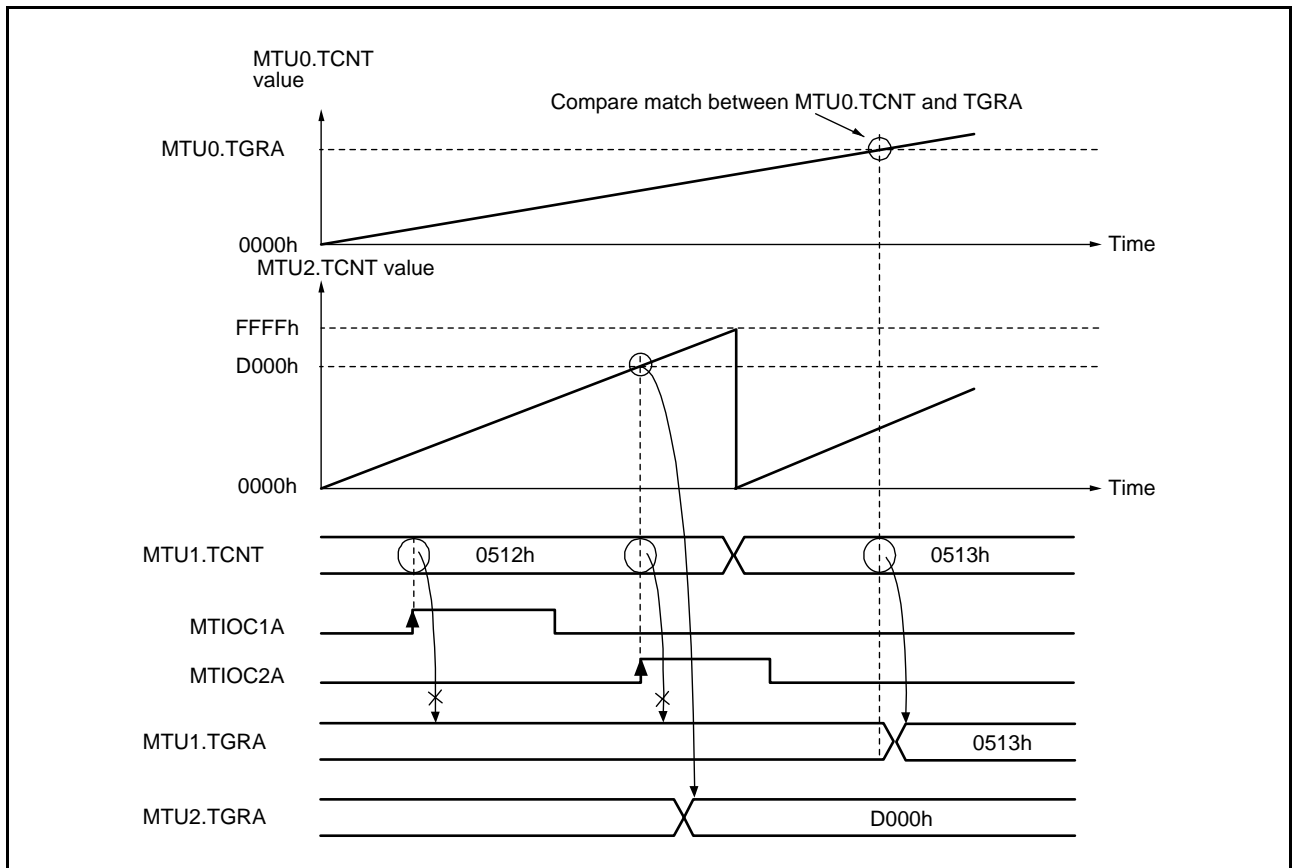 MTU0.TCNT
value
Compare match between MTU0.TCNT and TGRA
MTU0.TGRA
0000h
Time
MTU2.TCNT value
FFFFh
D000h
0000h
Time
MTU1.TCNT
0512h
0513h
MTIOC1A
MTIOC2A
MTU1.TGRA
0513h
MTU2.TGRA
D000h